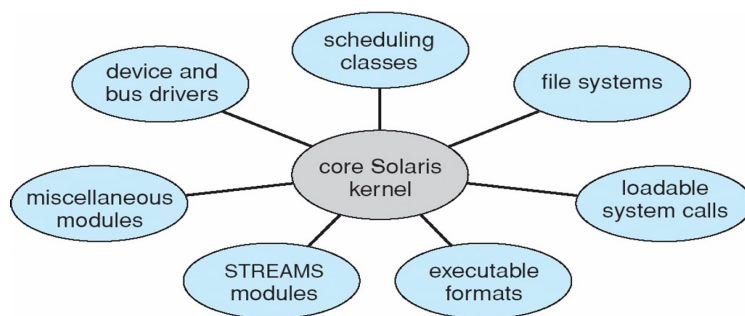 scheduling
classes
device and
bus drivers
file systems
core Solaris
kernel
miscellaneous
modules
loadable
system calls
STREAMS
modules
executable
formats